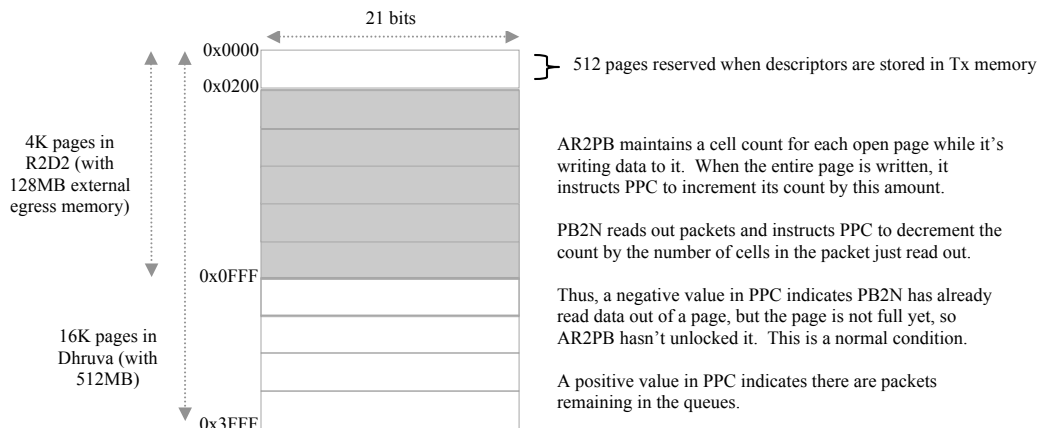 21 bits
0x0000
512 pages reserved when descriptors are stored in Tx memory
0x0200
4K pages in
R2D2 (with
128MB external
egress memory)
AR2PB maintains a cell count for each open page while it's
writing data to it.  When the entire page is written, it
instructs PPC to increment its count by this amount.
PB2N reads out packets and instructs PPC to decrement the
count by the number of cells in the packet just read out.
0x0FFF
Thus, a negative value in PPC indicates PB2N has already
read data out of a page, but the page is not full yet, so
AR2PB hasn't unlocked it.  This is a normal condition.
16K pages in
Dhruva (with
512MB)
A positive value in PPC indicates there are packets
remaining in the queues.
0x3FFF